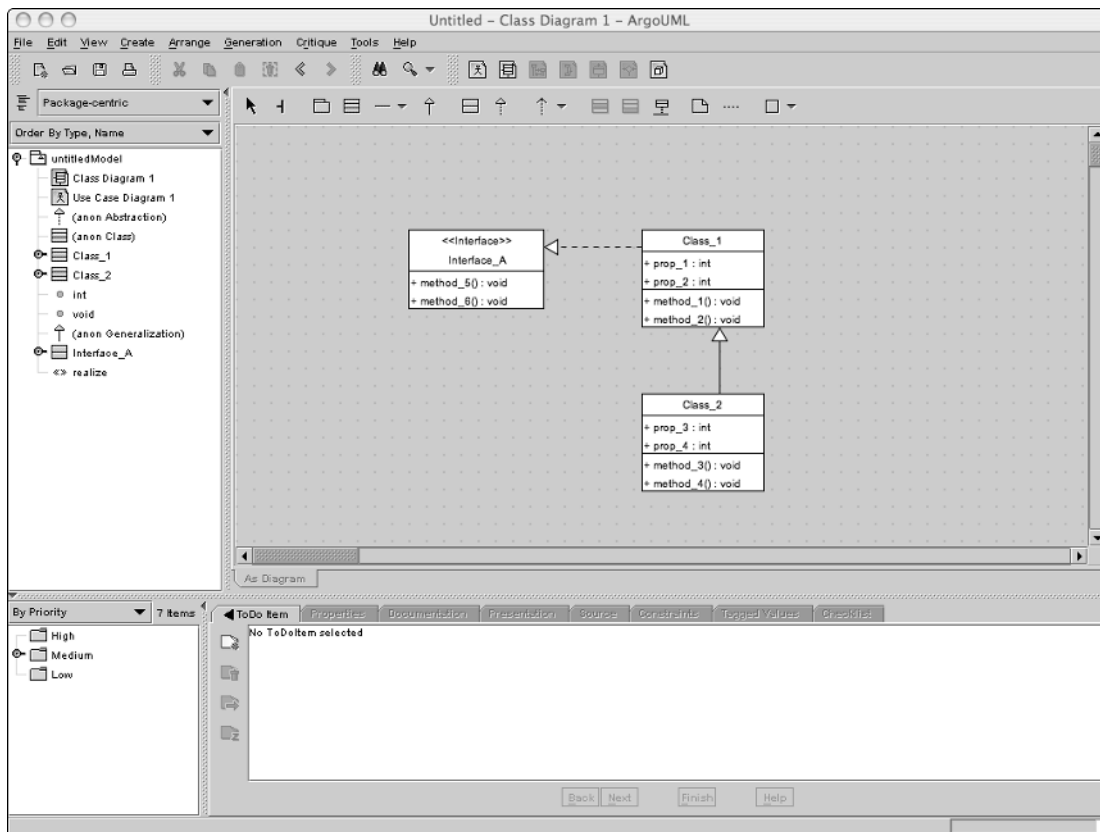 Untitled – Class Diagram 1 – ArgoUML
File Edit View Create Arrange Generation Critique Tools Help
Package-centric
Order By Type, Name
untitledModel
Class Diagram 1
Use Case Diagram 1
(anon Abstraction)
(anon Class)
Class_1
Class_2
int
void
(anon Generalization)
Interface_A
«» realize
<<Interface>>
Interface_A
+ method_5() : void
+ method_6() : void
Class_1
+ prop_1 : int
+ prop_2 : int
+ method_1() : void
+ method_2() : void
Class_2
+ prop_3 : int
+ prop_4 : int
+ method_3() : void
+ method_4() : void
As Diagram
By Priority 7 Items
High
Medium
Low
ToDo Item Properties Documentation Presentation Source Constraints Tagged Values Checklist
No ToDoItem selected
Back Next Finish Help